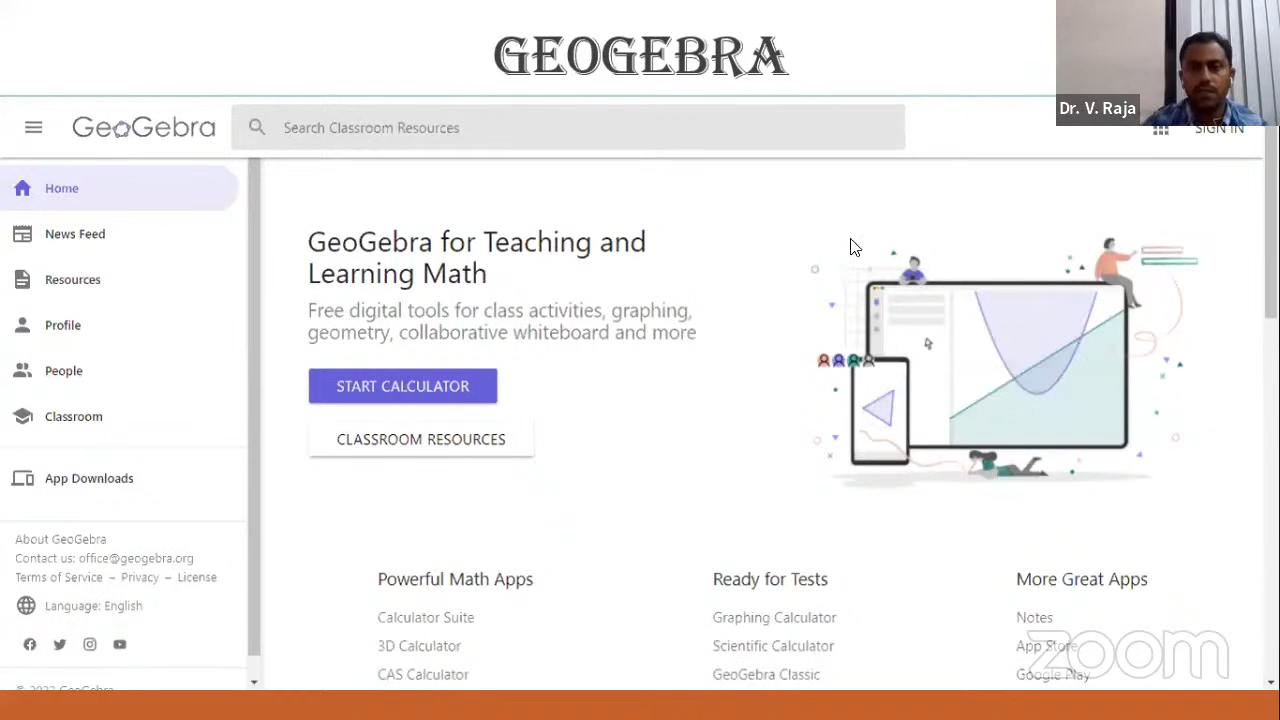 GEOGEBRA
Dr. V. Raja
GeoGebra
Search Classroom Resources
SIGN IN
Home
News Feed
Resources
Profile
People
Classroom
App Downloads
About GeoGebra
Contact us: office@geogebra.org
Terms of Service – Privacy – License
Language: English
© 2022 GeoGebra
GeoGebra for Teaching and
Learning Math
Free digital tools for class activities, graphing,
geometry, collaborative whiteboard and more
START CALCULATOR
CLASSROOM RESOURCES
Powerful Math Apps
Calculator Suite
3D Calculator
CAS Calculator
Ready for Tests
Graphing Calculator
Scientific Calculator
GeoGebra Classic
More Great Apps
Notes
App Store
Google Play
zoom